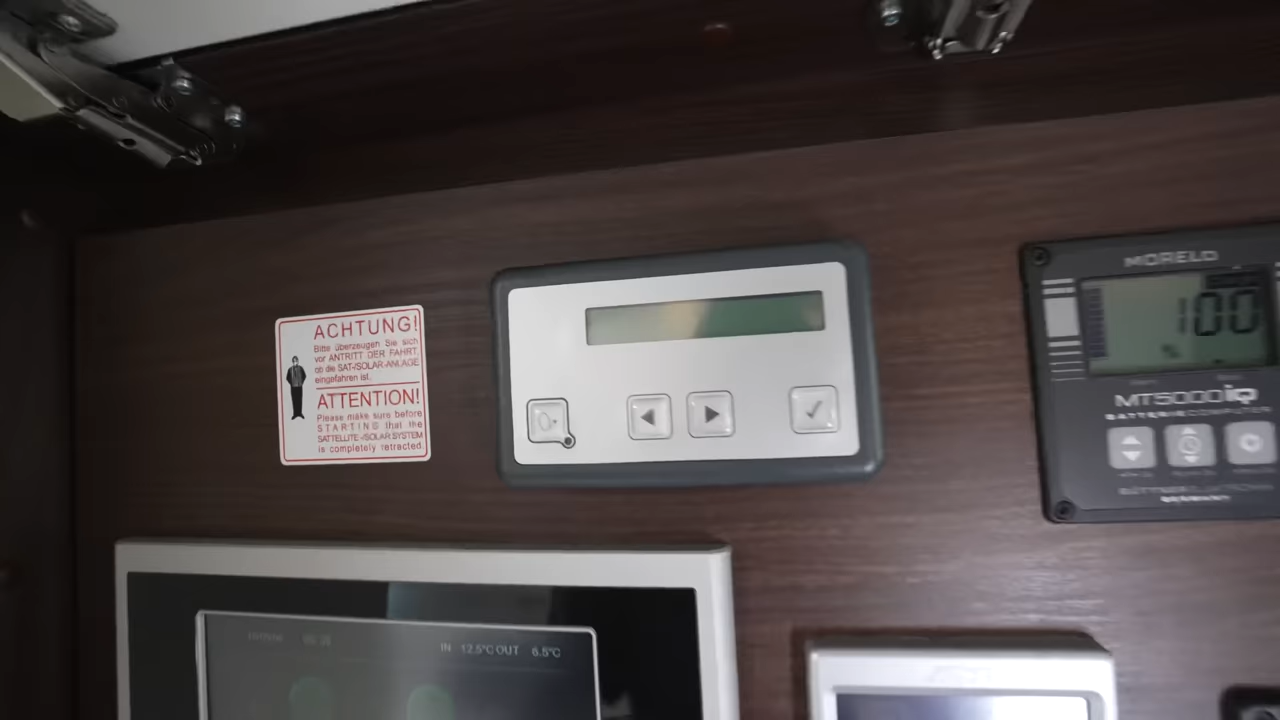 ACHTUNG!
Bitte überzeugen Sie sich
vor ANTRITT DER FAHRT,
ob die SAT-/SOLAR-ANLAGE
eingefahren ist.
ATTENTION!
Please make sure before
STARTING that the
SATTELLITE-/SOLAR SYSTEM
is completely retracted.
MORELO
100
%
MT5000iQ
BATTERIECOMPUTER
IN 12.5°C OUT 6.5°C